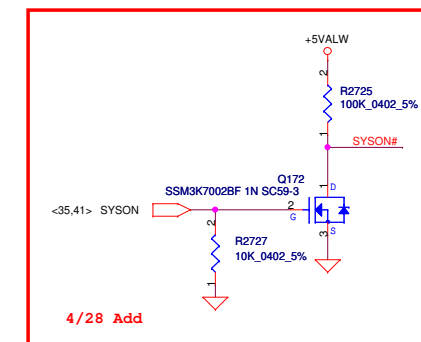 +5VALW
2
R2725
100K_0402_5%
1
SYSON#
Q172
SSM3K7002BF 1N SC59-3
1
D
<35,41> SYSON
2
G
S
3
2
R2727
10K_0402_5%
1
4/28 Add